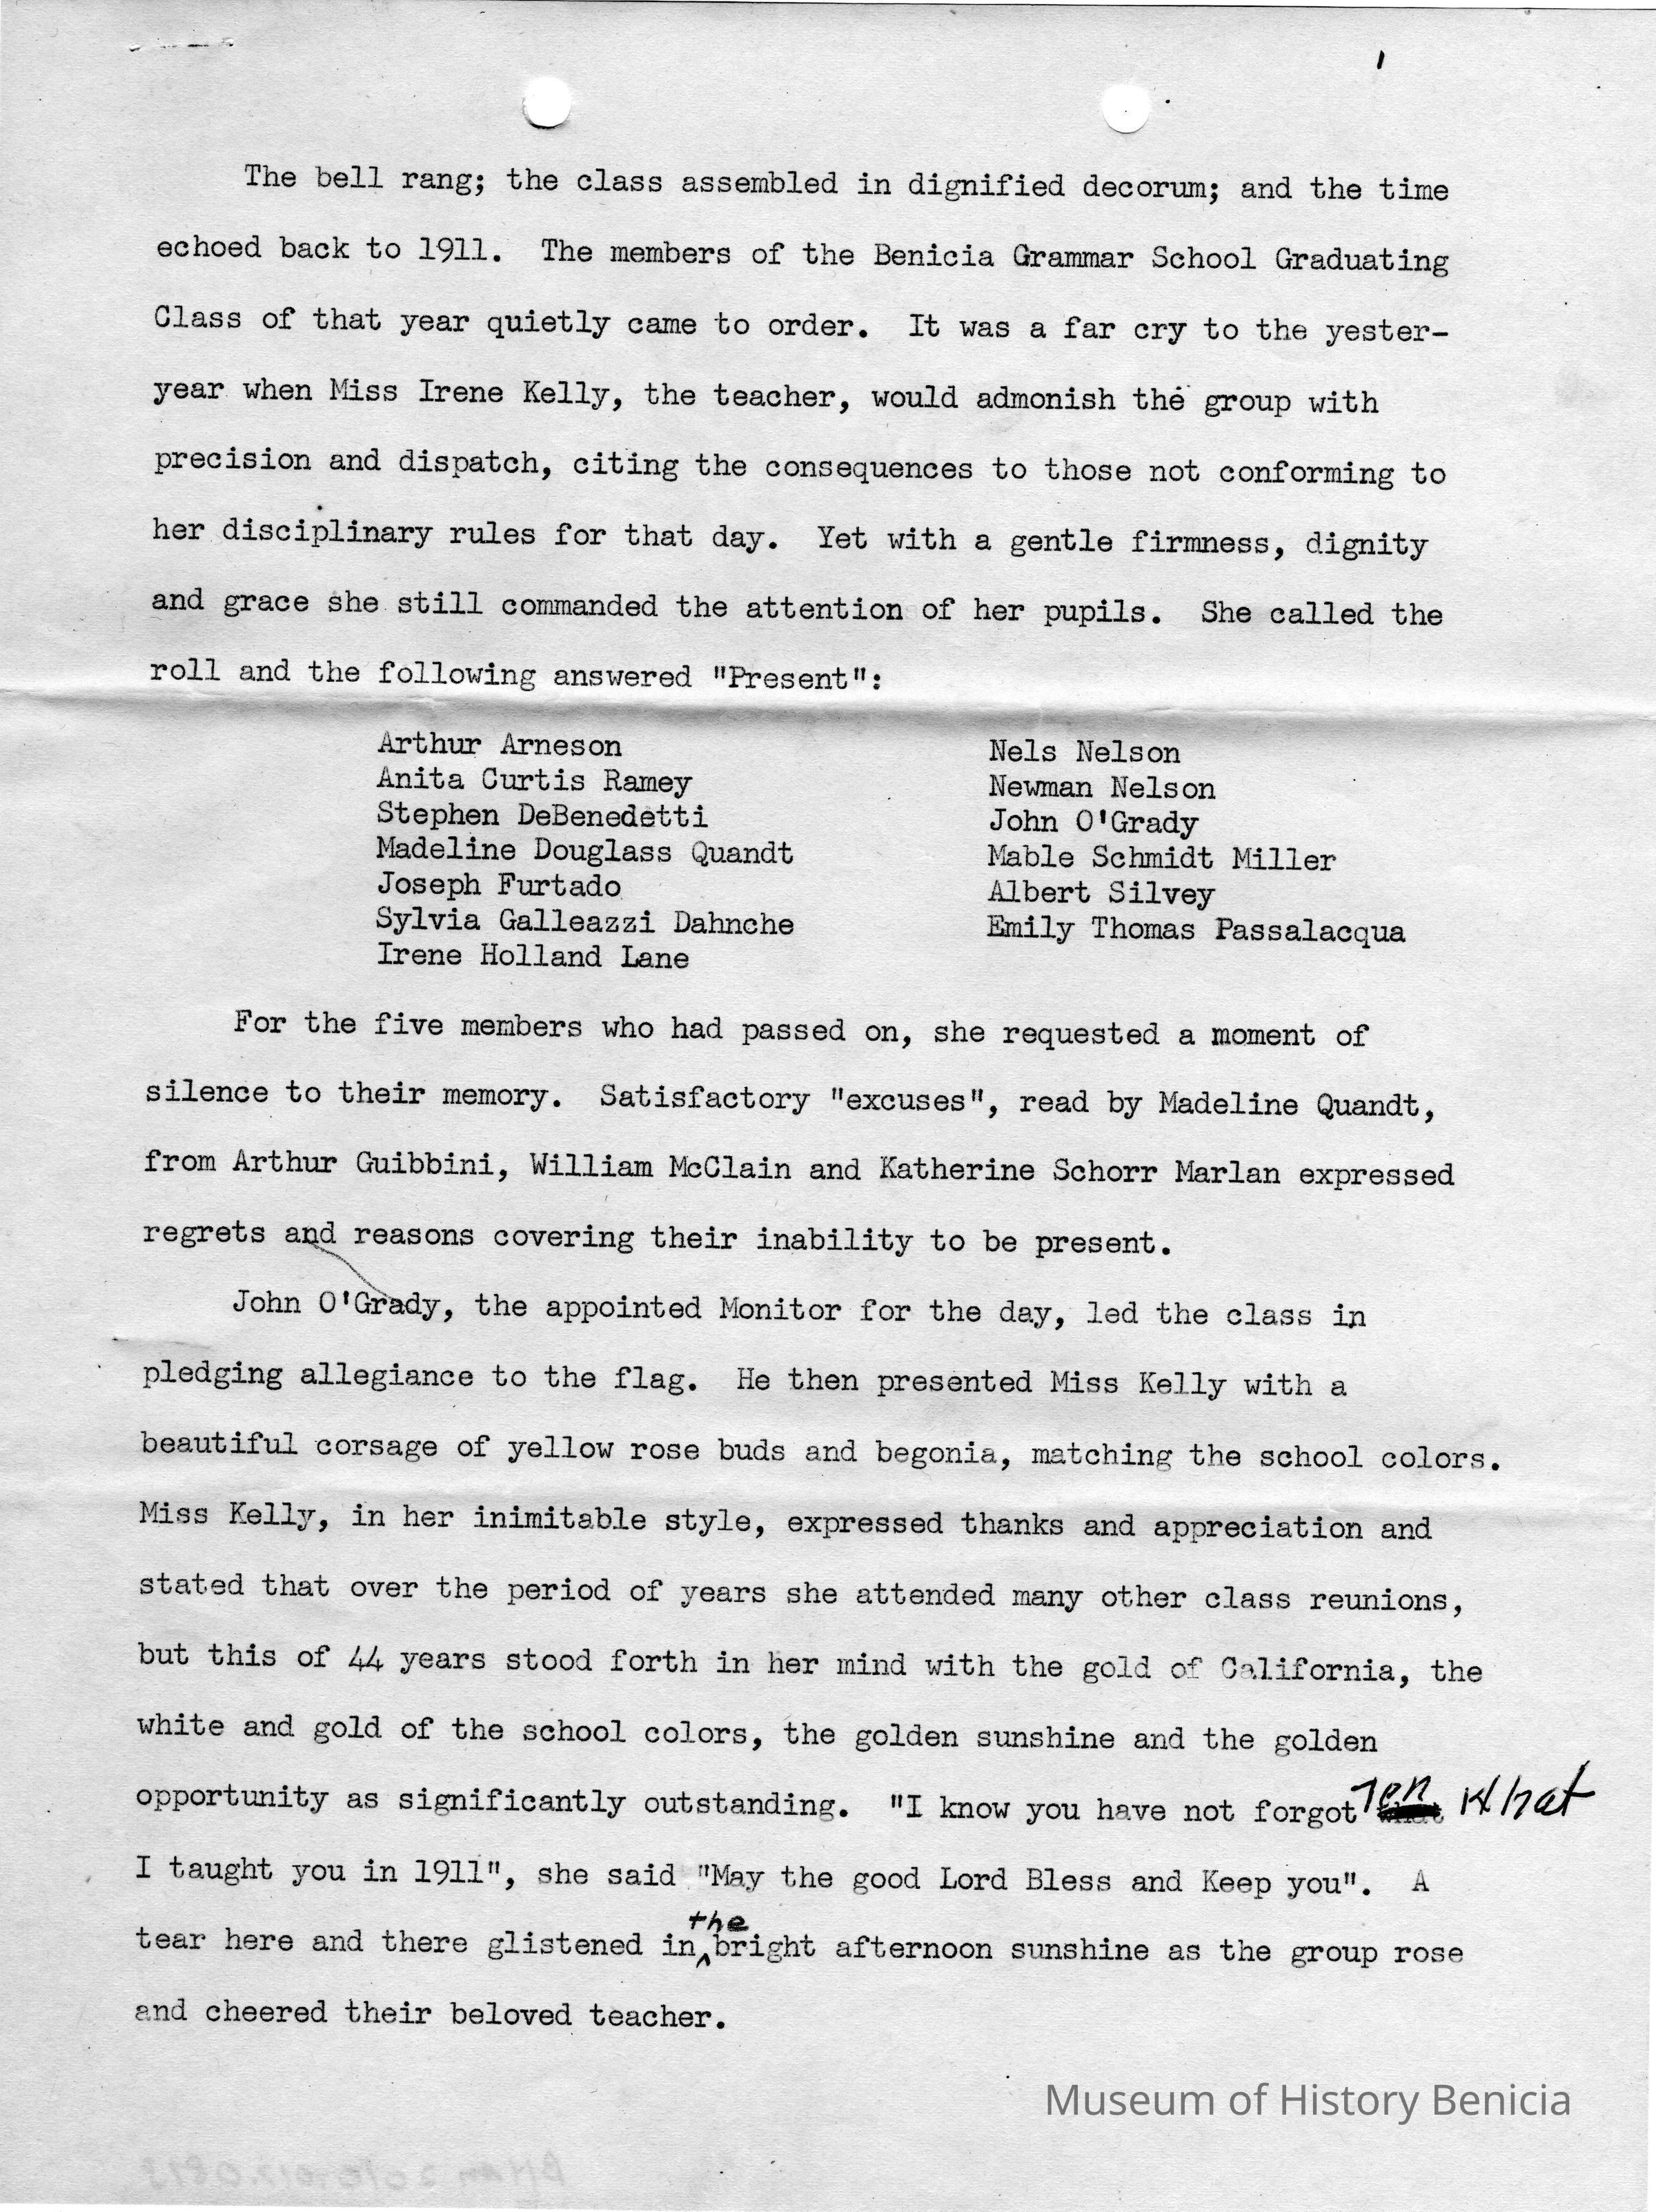 1
The bell rang; the class assembled in dignified decorum; and the time
echoed back to 1911. The members of the Benicia Grammar School Graduating
Class of that year quietly came to order. It was a far cry to the yester-
year when Miss Irene Kelly, the teacher, would admonish the group with
precision and dispatch, citing the consequences to those not conforming to
her disciplinary rules for that day. Yet with a gentle firmness, dignity
and grace she still commanded the attention of her pupils. She called the
roll and the following answered "Present":
Arthur Arneson
Anita Curtis Ramey
Stephen DeBenedetti
Madeline Douglass Quandt
Joseph Furtado
Sylvia Galleazzi Dahnche
Irene Holland Lane
Nels Nelson
Newman Nelson
John O'Grady
Mable Schmidt Miller
Albert Silvey
Emily Thomas Passalacqua
For the five members who had passed on, she requested a moment of
silence to their memory. Satisfactory "excuses", read by Madeline Quandt,
from Arthur Guibbini, William McClain and Katherine Schorr Marlan expressed
regrets and reasons covering their inability to be present.
John O'Grady, the appointed Monitor for the day, led the class in
pledging allegiance to the flag. He then presented Miss Kelly with a
beautiful corsage of yellow rose buds and begonia, matching the school colors.
Miss Kelly, in her inimitable style, expressed thanks and appreciation and
stated that over the period of years she attended many other class reunions,
but this of 44 years stood forth in her mind with the gold of California, the
white and gold of the school colors, the golden sunshine and the golden
opportunity as significantly outstanding. "I know you have not forgotten what
I taught you in 1911", she said "May the good Lord Bless and Keep you". A
tear here and there glistened in the bright afternoon sunshine as the group rose
and cheered their beloved teacher.
Museum of History Benicia